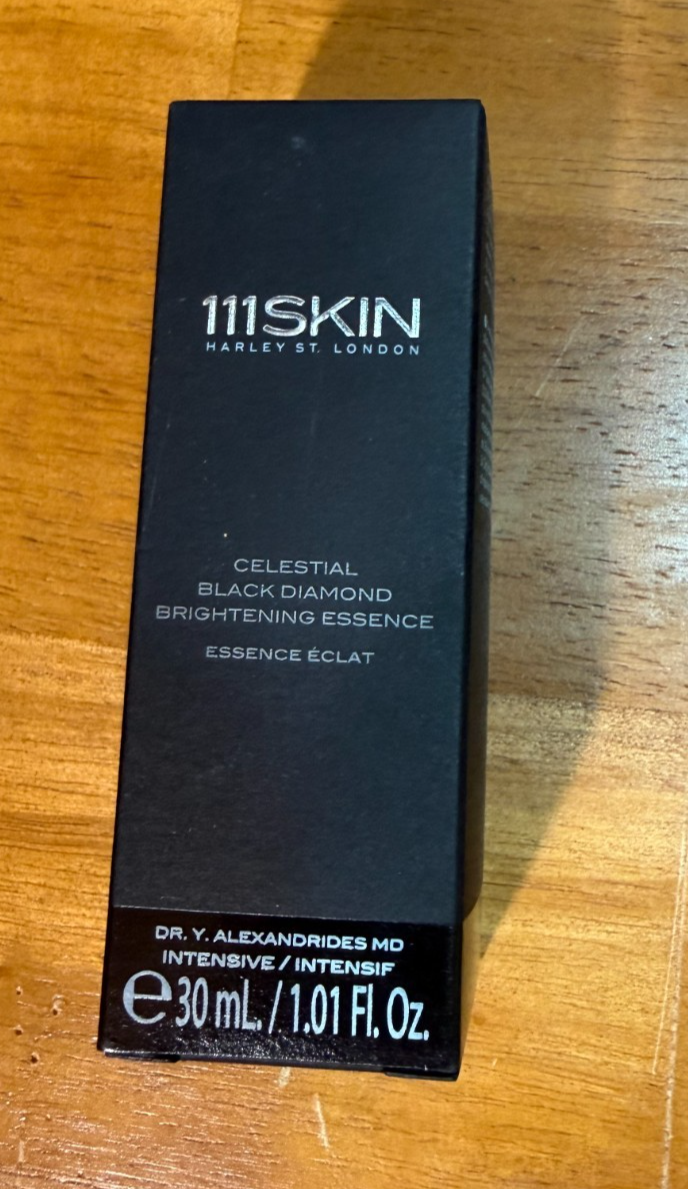 111SKIN
HARLEY ST. LONDON
CELESTIAL
BLACK DIAMOND
BRIGHTENING ESSENCE
ESSENCE ÉCLAT
DR. Y. ALEXANDRIDES MD
INTENSIVE / INTENSIF
e 30 mL. / 1.01 Fl. Oz.